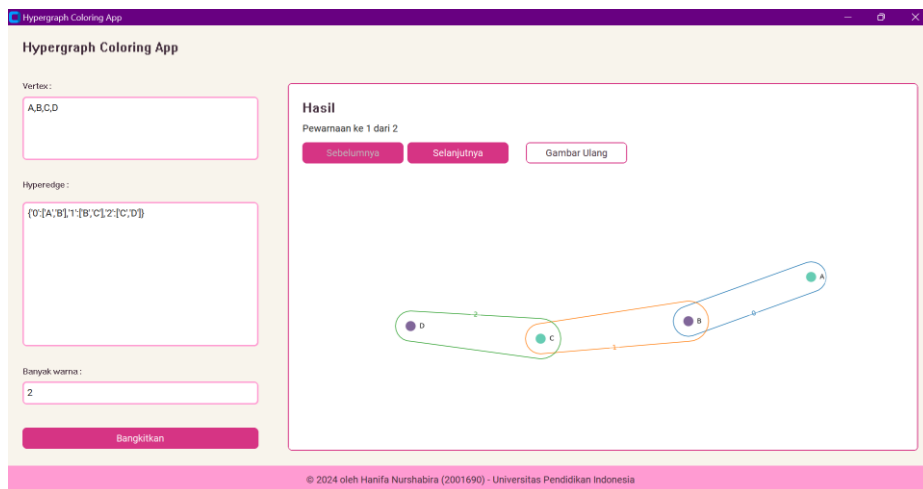 Hypergraph Coloring App
Hypergraph Coloring App
Vertex :
A,B,C,D
Hyperedge :
{'0':['A','B'],'1':['B','C'],'2':['C','D']}
Banyak warna :
2
Bangkitkan
Hasil
Pewarnaan ke 1 dari 2
Sebelumnya
Selanjutnya
Gambar Ulang
A
0
B
1
C
2
D
© 2024 oleh Hanifa Nurshabira (2001690) - Universitas Pendidikan Indonesia